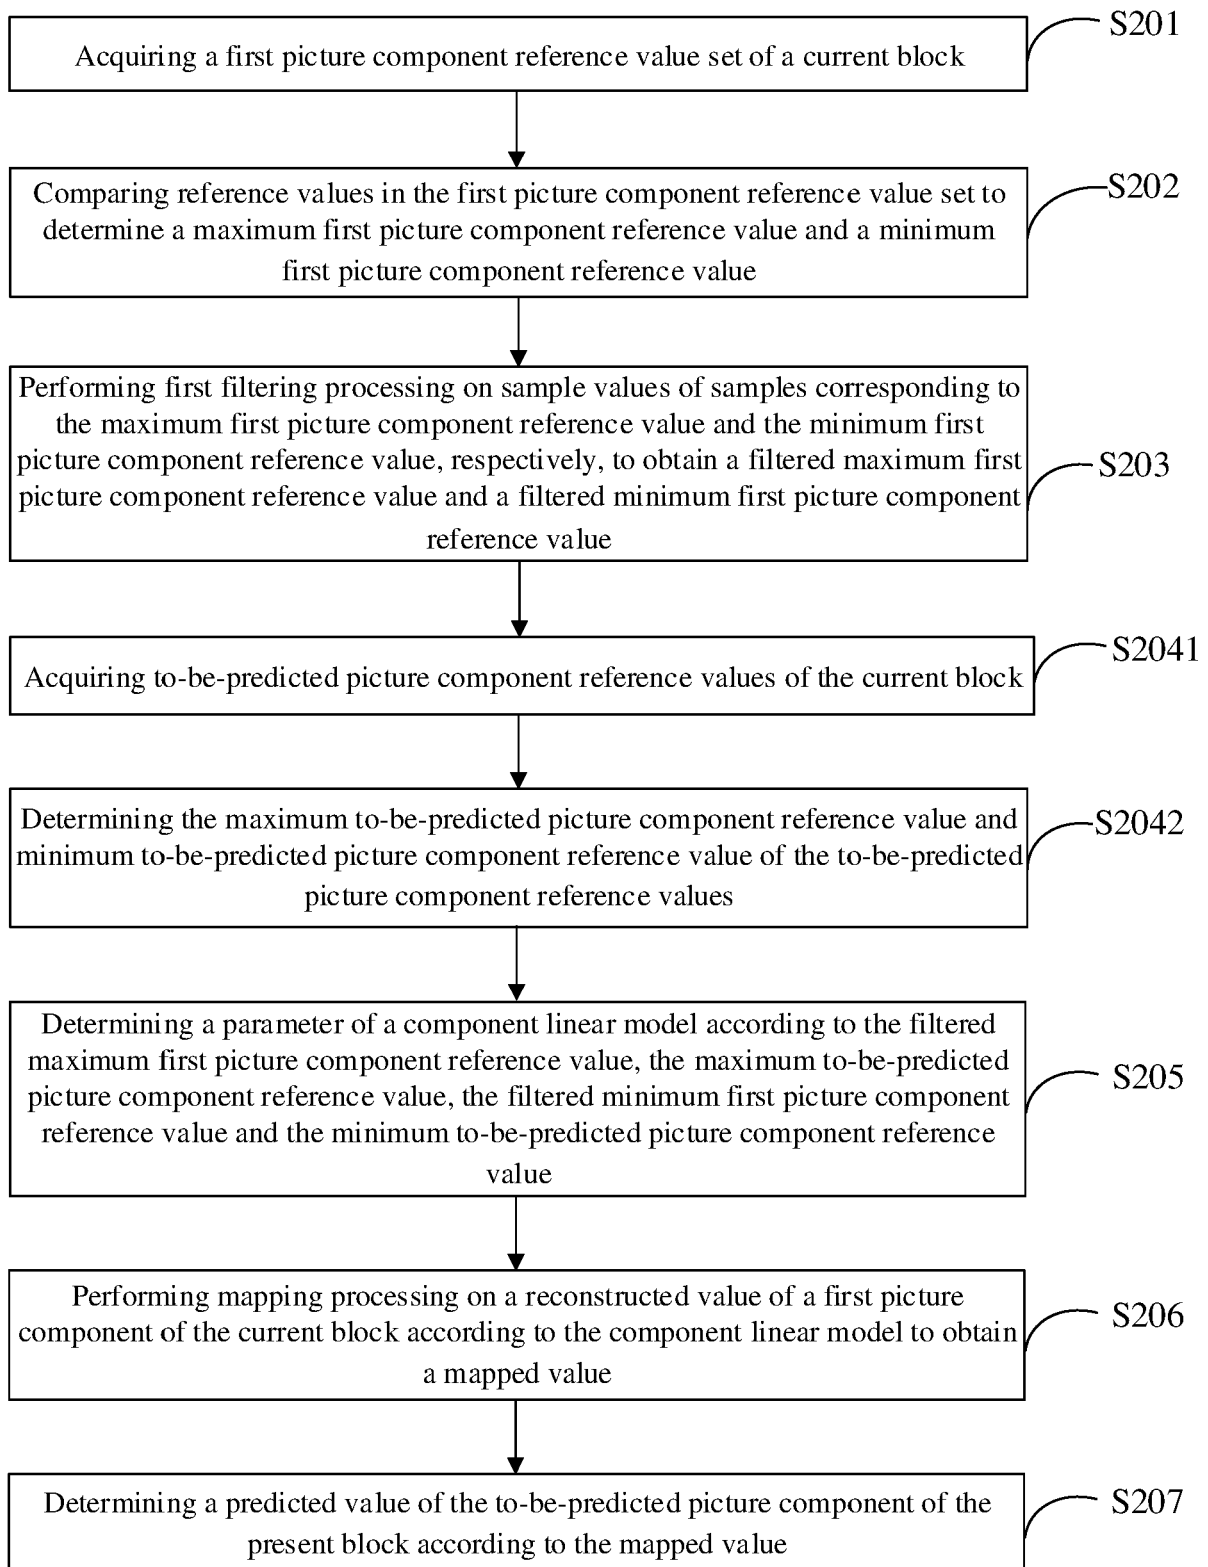 S201
Acquiring a first picture component reference value set of a current block
S202
Comparing reference values in the first picture component reference value set to
determine a maximum first picture component reference value and a minimum
first picture component reference value
Performing first filtering processing on sample values of samples corresponding to
the maximum first picture component reference value and the minimum first
picture component reference value, respectively, to obtain a filtered maximum first
picture component reference value and a filtered minimum first picture component
reference value
S203
S2041
Acquiring to-be-predicted picture component reference values of the current block
S2042
Determining the maximum to-be-predicted picture component reference value and
minimum to-be-predicted picture component reference value of the to-be-predicted
picture component reference values
Determining a parameter of a component linear model according to the filtered
maximum first picture component reference value, the maximum to-be-predicted
picture component reference value, the filtered minimum first picture component
reference value and the minimum to-be-predicted picture component reference
value
S205
Performing mapping processing on a reconstructed value of a first picture
component of the current block according to the component linear model to obtain
a mapped value
S206
Determining a predicted value of the to-be-predicted picture component of the
present block according to the mapped value
S207